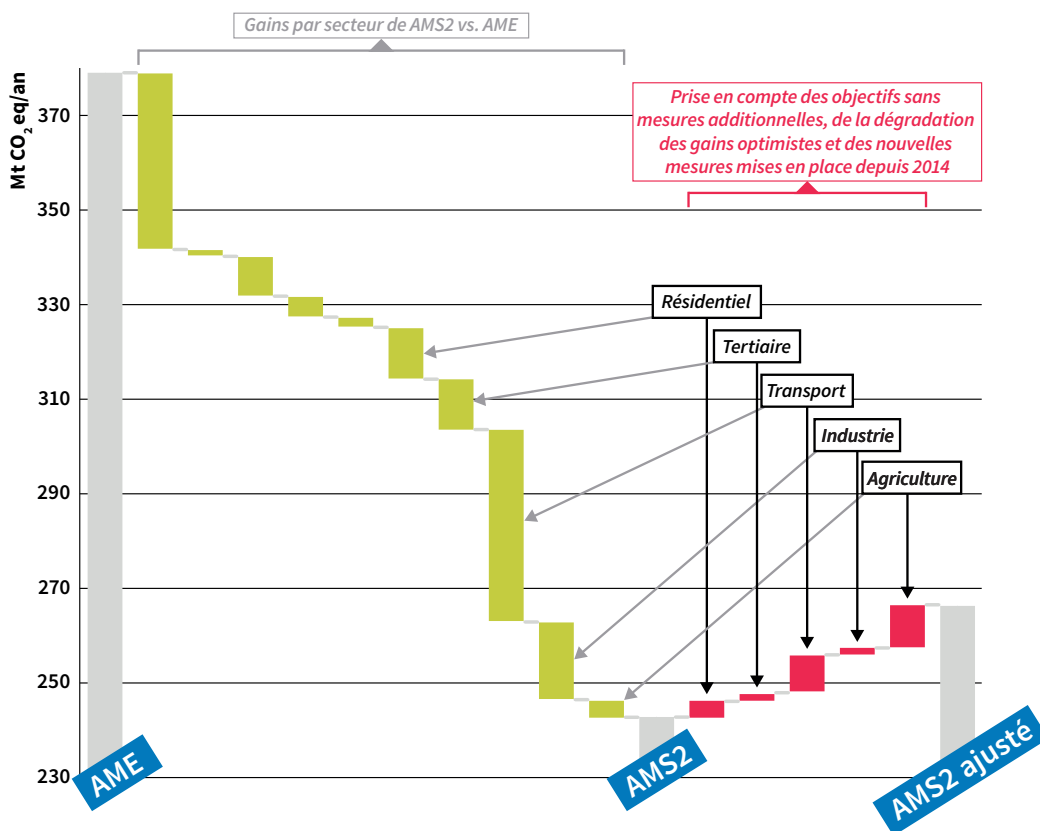 Gains par secteur de AMS2 vs. AME
Mt CO2 eq/an
370
350
330
310
290
270
250
230
Prise en compte des objectifs sans
mesures additionnelles, de la dégradation
des gains optimistes et des nouvelles
mesures mises en place depuis 2014
Résidentiel
Tertiaire
Transport
Industrie
Agriculture
AME
AMS2
AMS2 ajusté